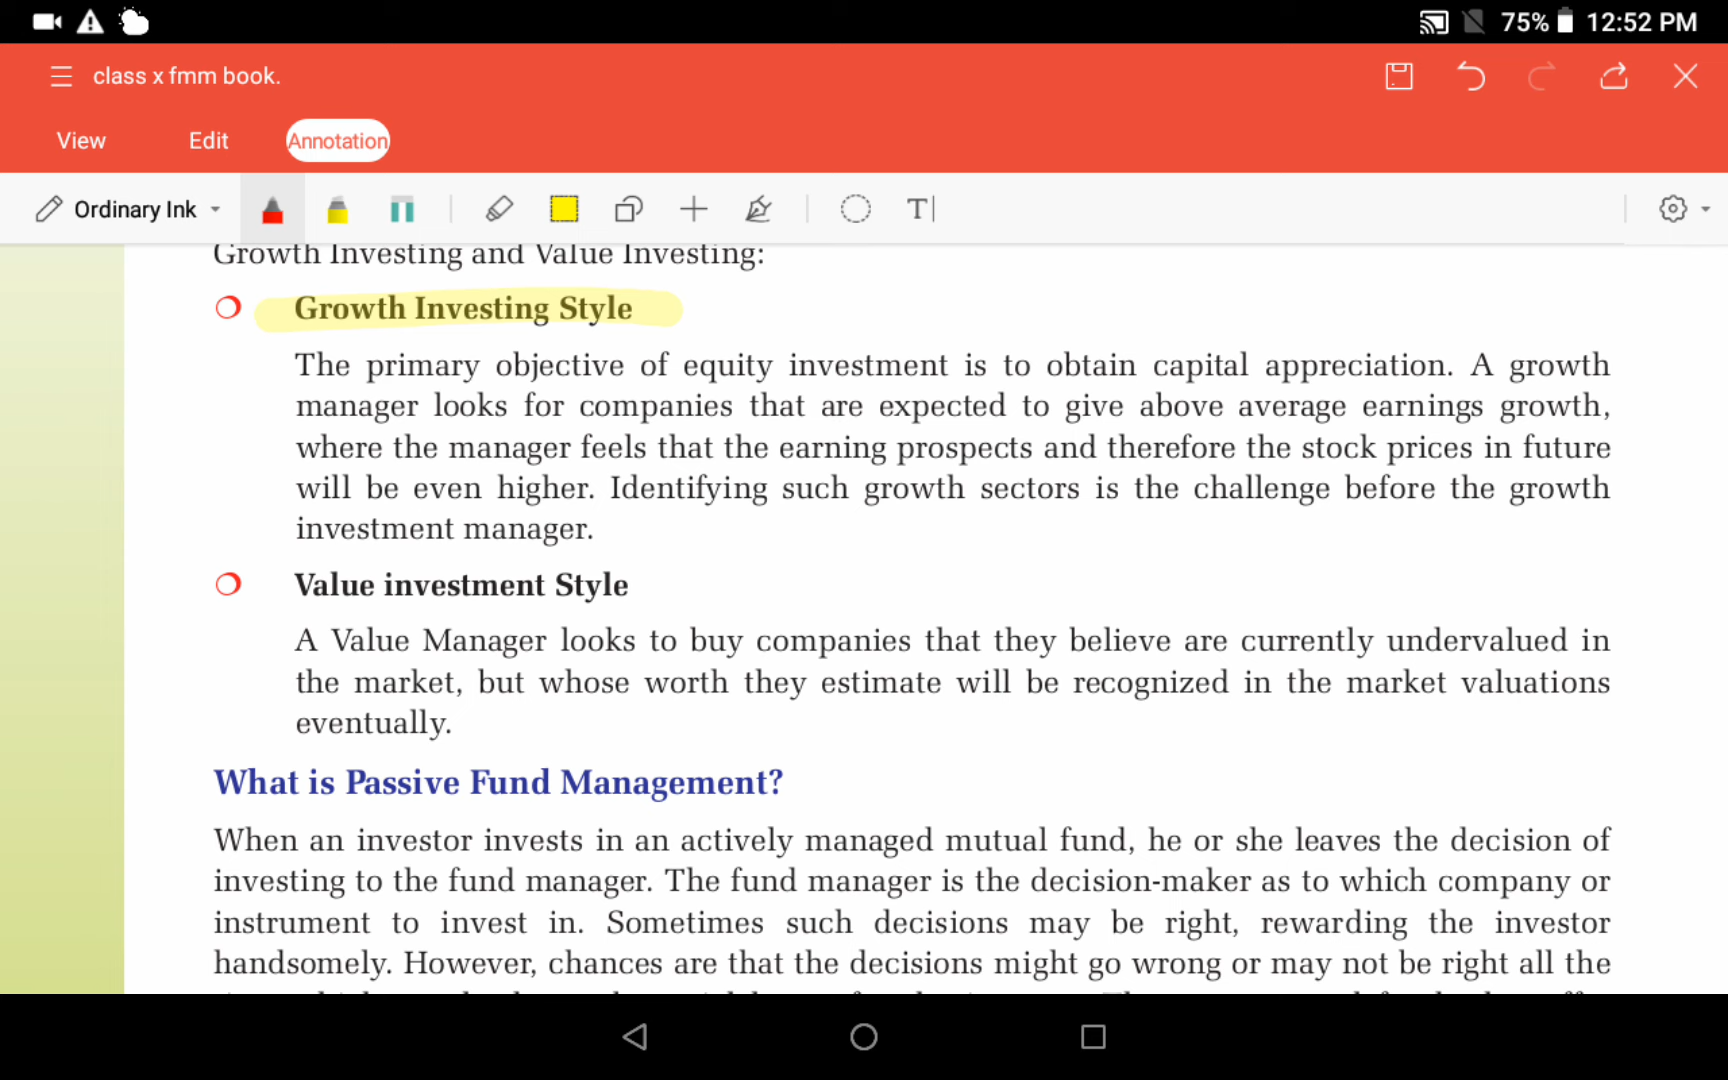 75% 12:52 PM
class x fmm book.
View Edit Annotation
Ordinary Ink T
Growth Investing and Value Investing:
Growth Investing Style
The primary objective of equity investment is to obtain capital appreciation. A growth
manager looks for companies that are expected to give above average earnings growth,
where the manager feels that the earning prospects and therefore the stock prices in future
will be even higher. Identifying such growth sectors is the challenge before the growth
investment manager.
Value investment Style
A Value Manager looks to buy companies that they believe are currently undervalued in
the market, but whose worth they estimate will be recognized in the market valuations
eventually.
What is Passive Fund Management?
When an investor invests in an actively managed mutual fund, he or she leaves the decision of
investing to the fund manager. The fund manager is the decision-maker as to which company or
instrument to invest in. Sometimes such decisions may be right, rewarding the investor
handsomely. However, chances are that the decisions might go wrong or may not be right all the